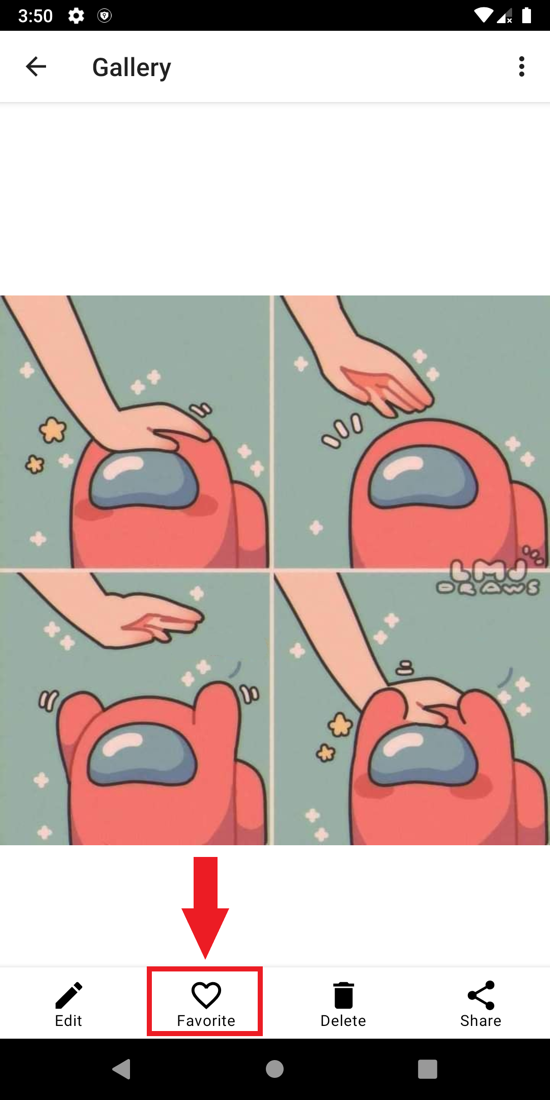 3:50
Gallery
LMJ
DRAWS
Edit
Favorite
Delete
Share